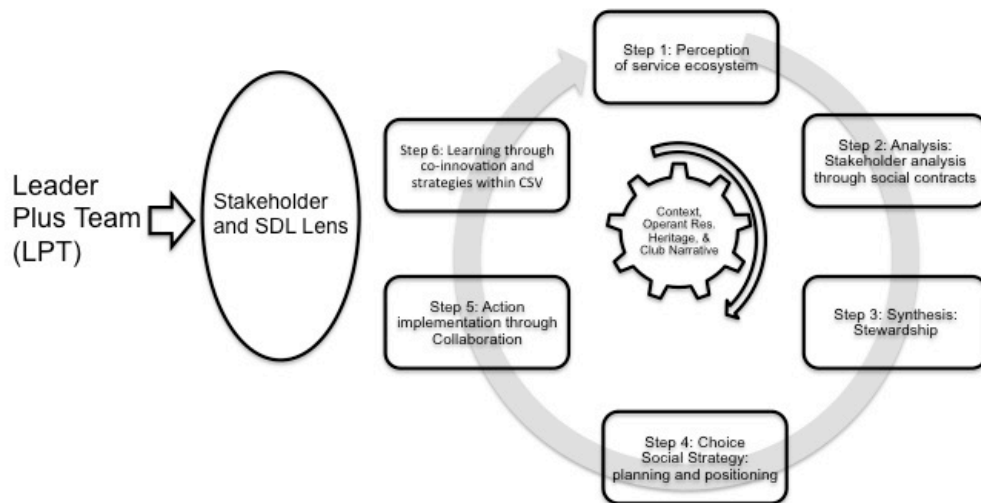 Leader
Plus Team
(LPT)
Stakeholder
and SDL Lens
Step 1: Perception
of service ecosystem
Step 2: Analysis:
Stakeholder analysis
through social contracts
Step 3: Synthesis:
Stewardship
Step 4: Choice
Social Strategy:
planning and positioning
Step 5: Action
implementation through
Collaboration
Step 6: Learning through
co-innovation and
strategies within CSV
Context,
Operant Res.
Heritage, &
Club Narrative